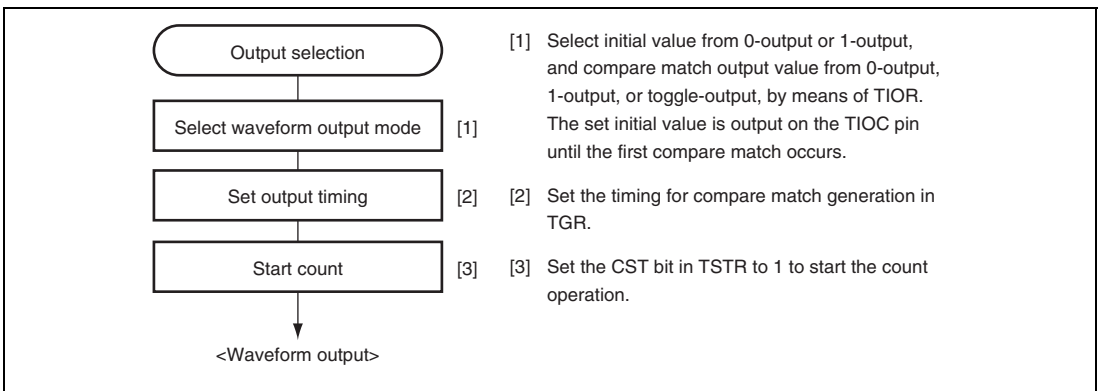 Output selection
Select waveform output mode
[1]
Set output timing
[2]
Start count
[3]
<Waveform output>
[1] Select initial value from 0-output or 1-output,
and compare match output value from 0-output,
1-output, or toggle-output, by means of TIOR.
The set initial value is output on the TIOC pin
until the first compare match occurs.
[2] Set the timing for compare match generation in
TGR.
[3] Set the CST bit in TSTR to 1 to start the count
operation.